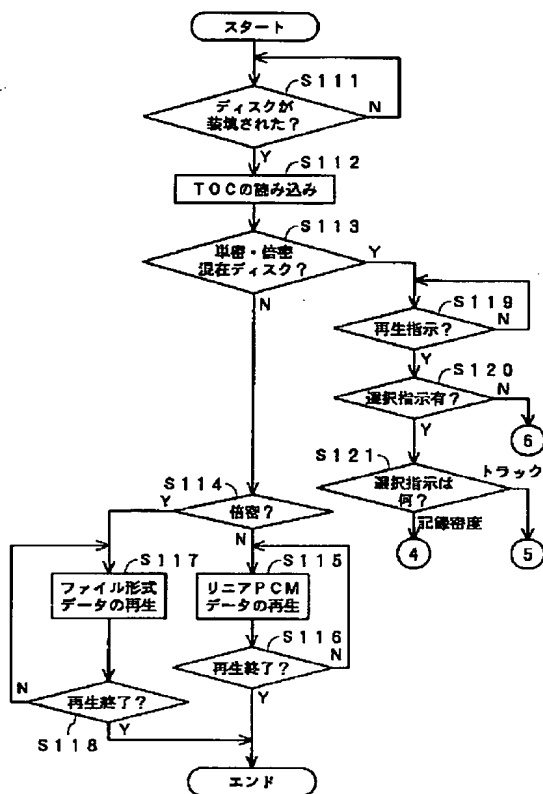 スタート
S111
ディスクが
装填された?
N
Y
S112
TOCの読み込み
S113
単密・倍密
混在ディスク?
Y
N
S119
再生指示?
N
Y
S120
選択指示有?
N
Y
6
S121
選択指示は
何?
トラック
記録密度
4
5
S114
倍密?
Y
N
S117
ファイル形式
データの再生
S115
リニアPCM
データの再生
S116
再生終了?
N
Y
再生終了?
N
Y
S118
エンド